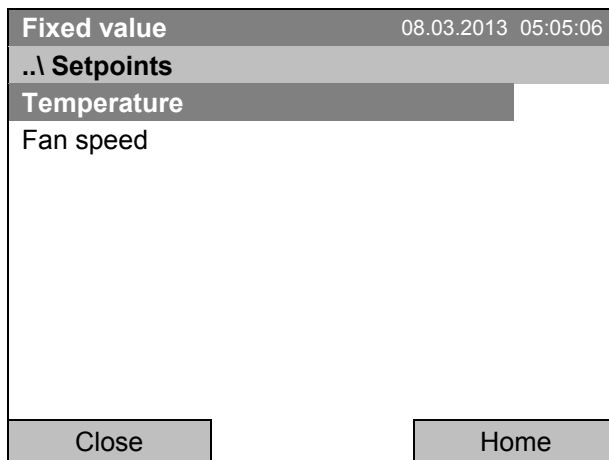 Fixed value 08.03.2013 05:05:06
..\ Setpoints
Temperature
Fan speed
Close Home